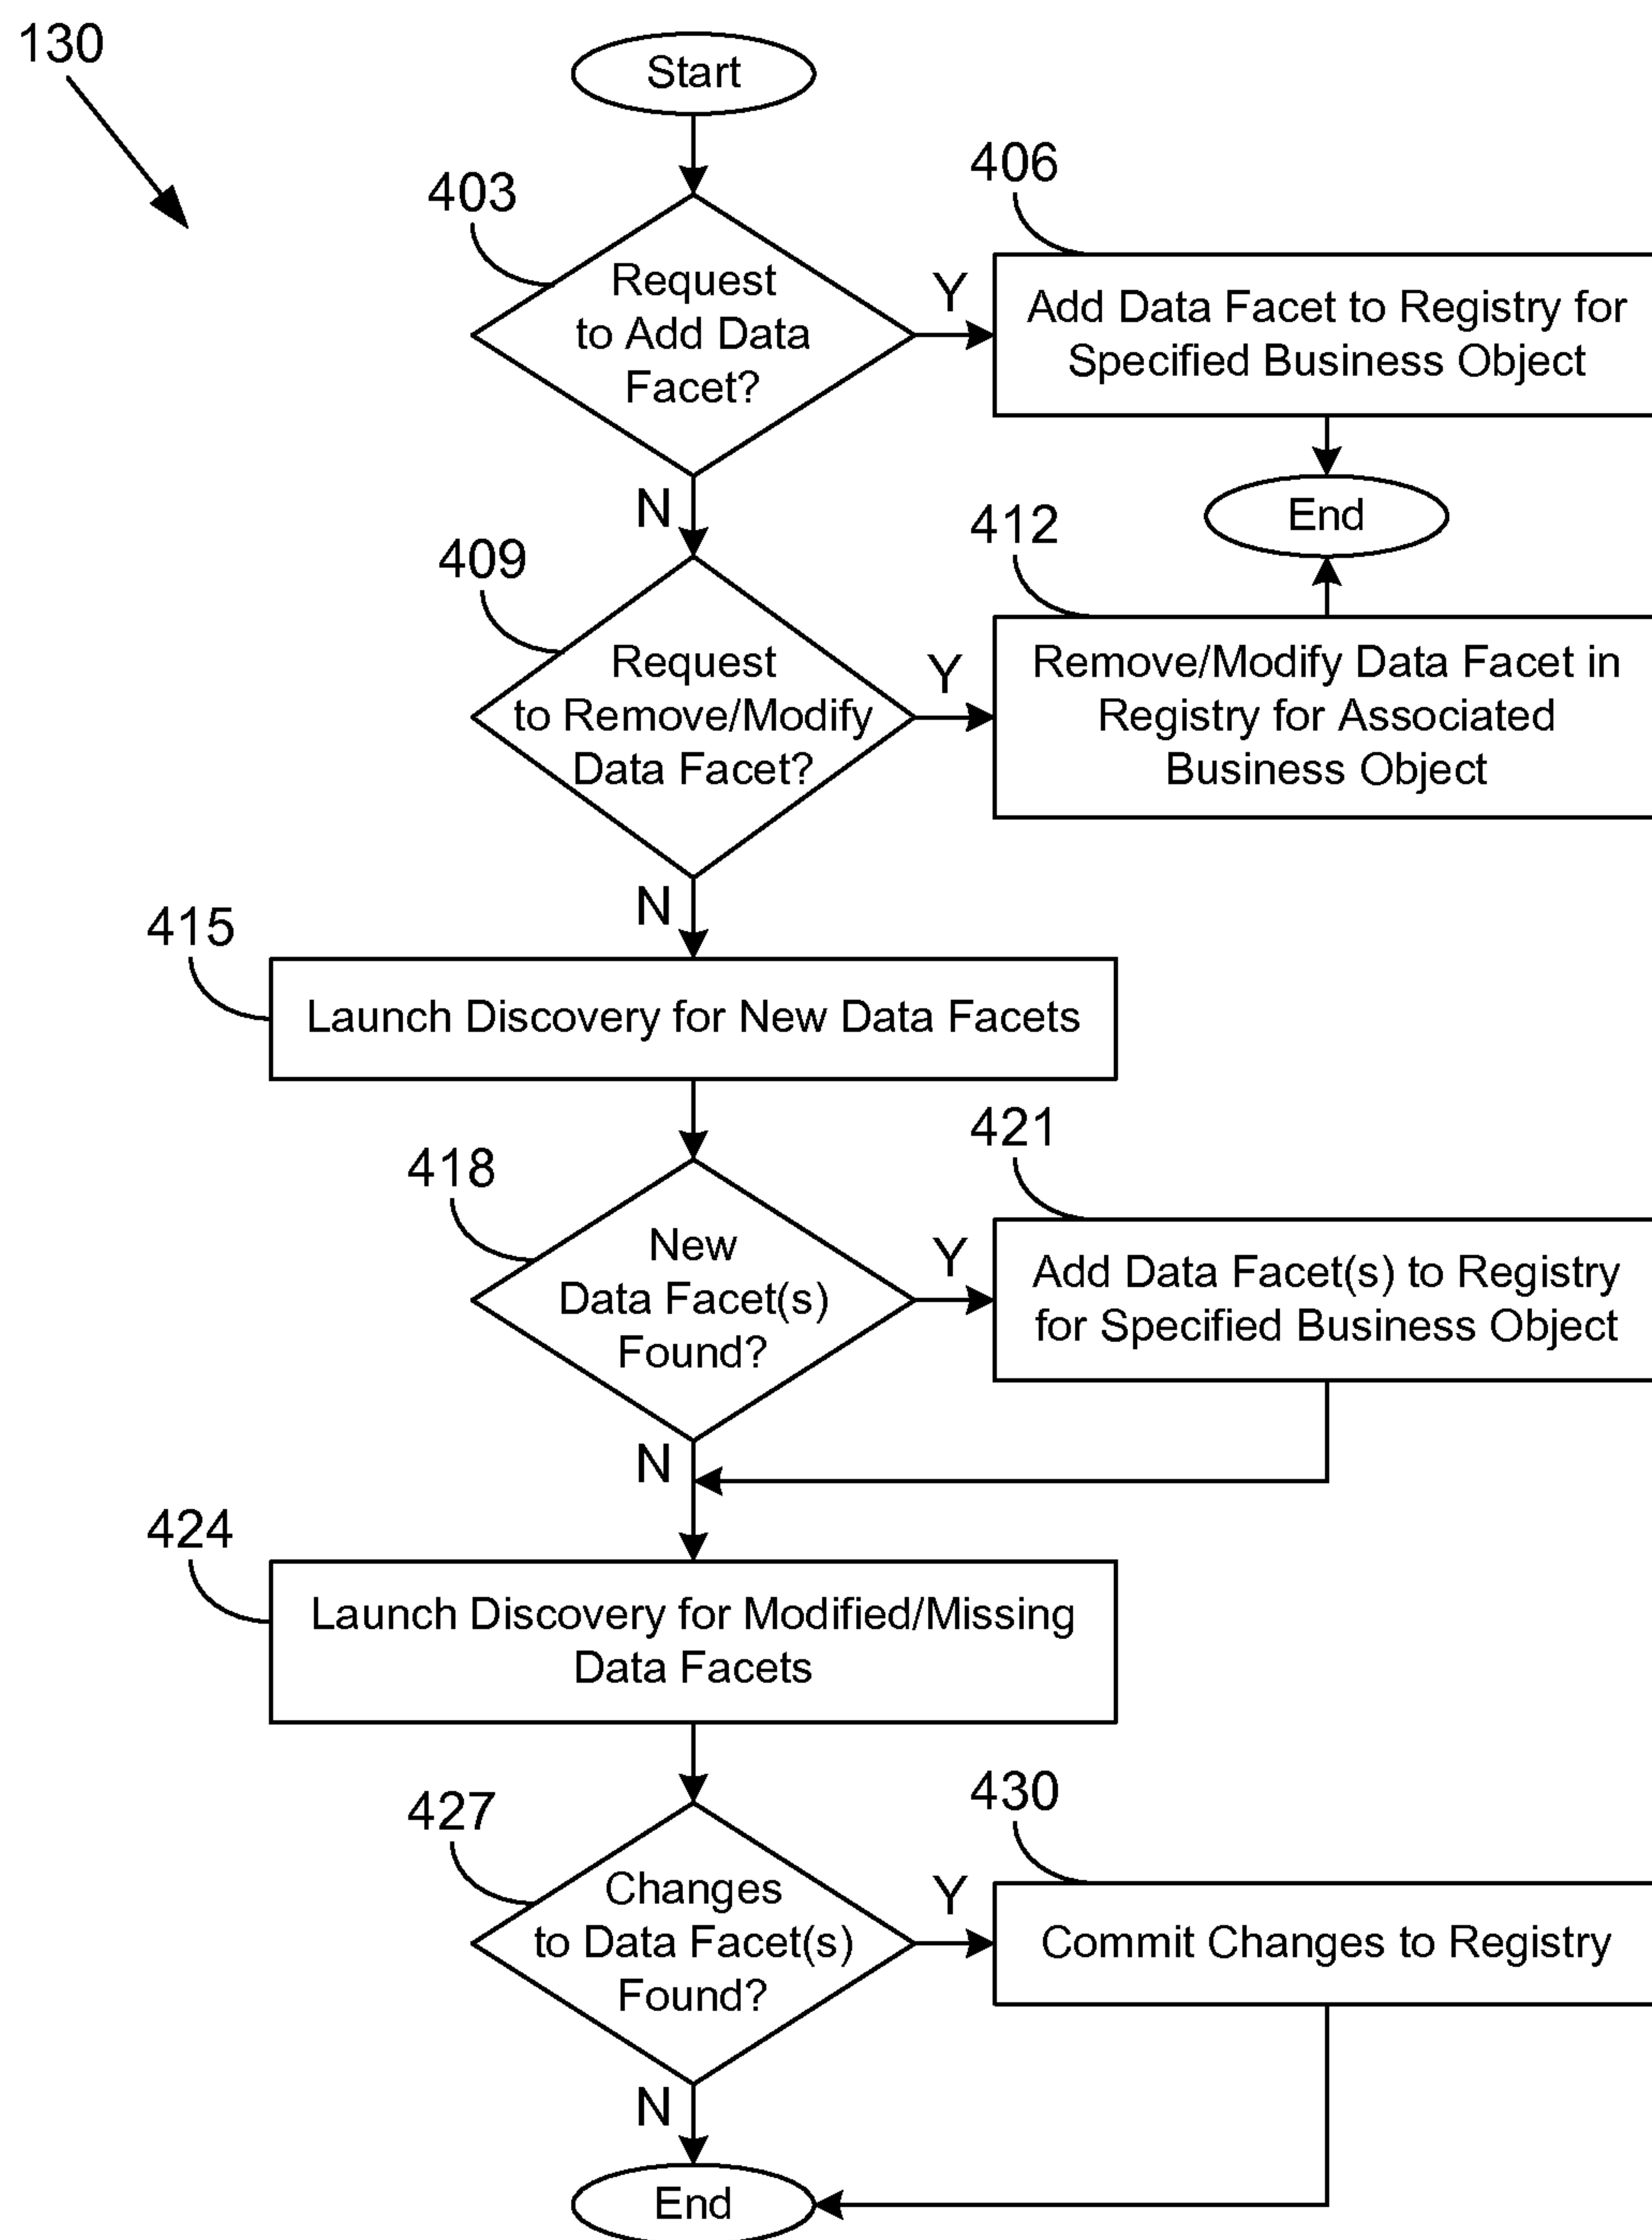 130
Start
403
Request
to Add Data
Facet?
Y
406
Add Data Facet to Registry for
Specified Business Object
End
N
409
Request
to Remove/Modify
Data Facet?
Y
412
Remove/Modify Data Facet in
Registry for Associated
Business Object
N
415
Launch Discovery for New Data Facets
418
New
Data Facet(s)
Found?
Y
421
Add Data Facet(s) to Registry
for Specified Business Object
N
424
Launch Discovery for Modified/Missing
Data Facets
427
Changes
to Data Facet(s)
Found?
Y
430
Commit Changes to Registry
N
End